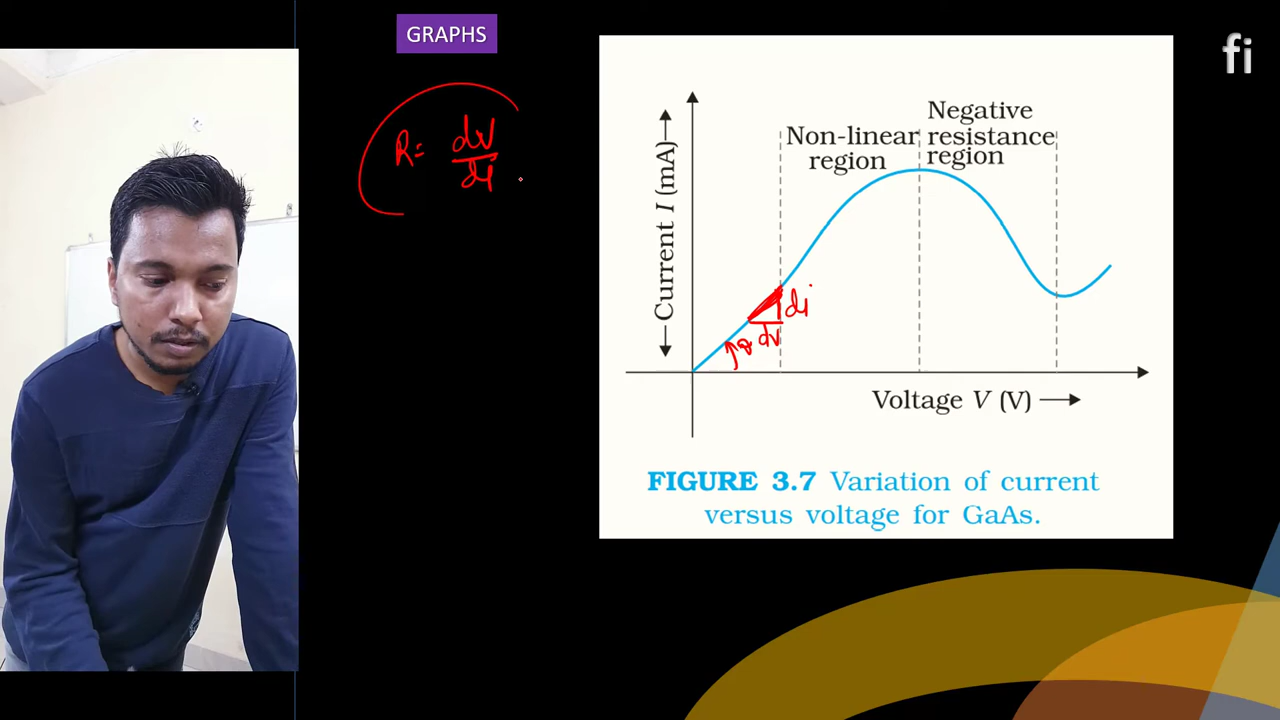 GRAPHS
fi
R = dV
di
Current I (mA)
Non-linear
region
Negative
resistance
region
di
dv
Voltage V (V)
FIGURE 3.7 Variation of current
versus voltage for GaAs.